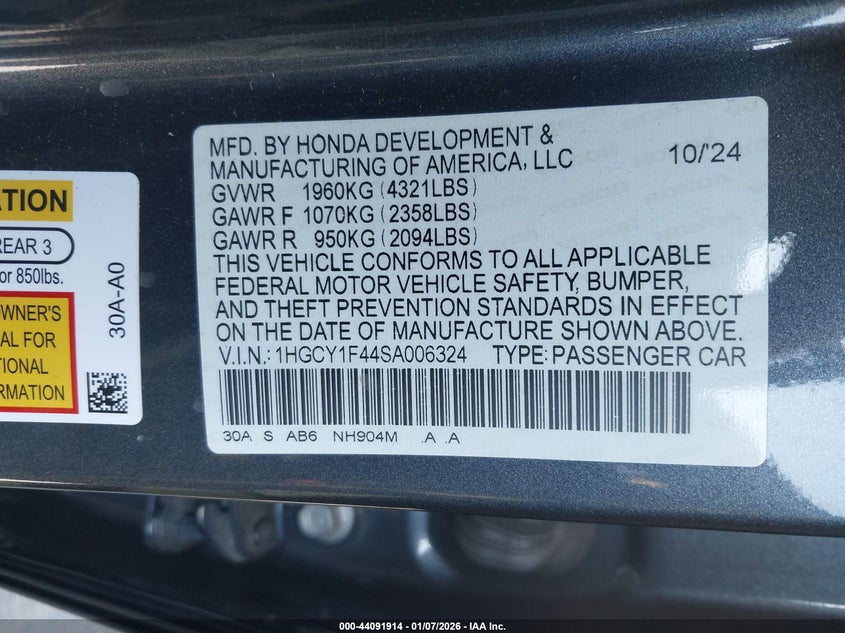 ATION
REAR 3
or 850lbs.
OWNER'S
AL FOR
TIONAL
RMATION
30A-A0
MFD. BY HONDA DEVELOPMENT &
MANUFACTURING OF AMERICA, LLC 10/'24
GVWR 1960KG (4321LBS)
GAWR F 1070KG (2358LBS)
GAWR R 950KG (2094LBS)
THIS VEHICLE CONFORMS TO ALL APPLICABLE
FEDERAL MOTOR VEHICLE SAFETY, BUMPER,
AND THEFT PREVENTION STANDARDS IN EFFECT
ON THE DATE OF MANUFACTURE SHOWN ABOVE.
V.I.N.: 1HGCY1F44SA006324 TYPE: PASSENGER CAR
30A S AB6 NH904M .A .A
000-44091914 - 01/07/2026 - IAA Inc.